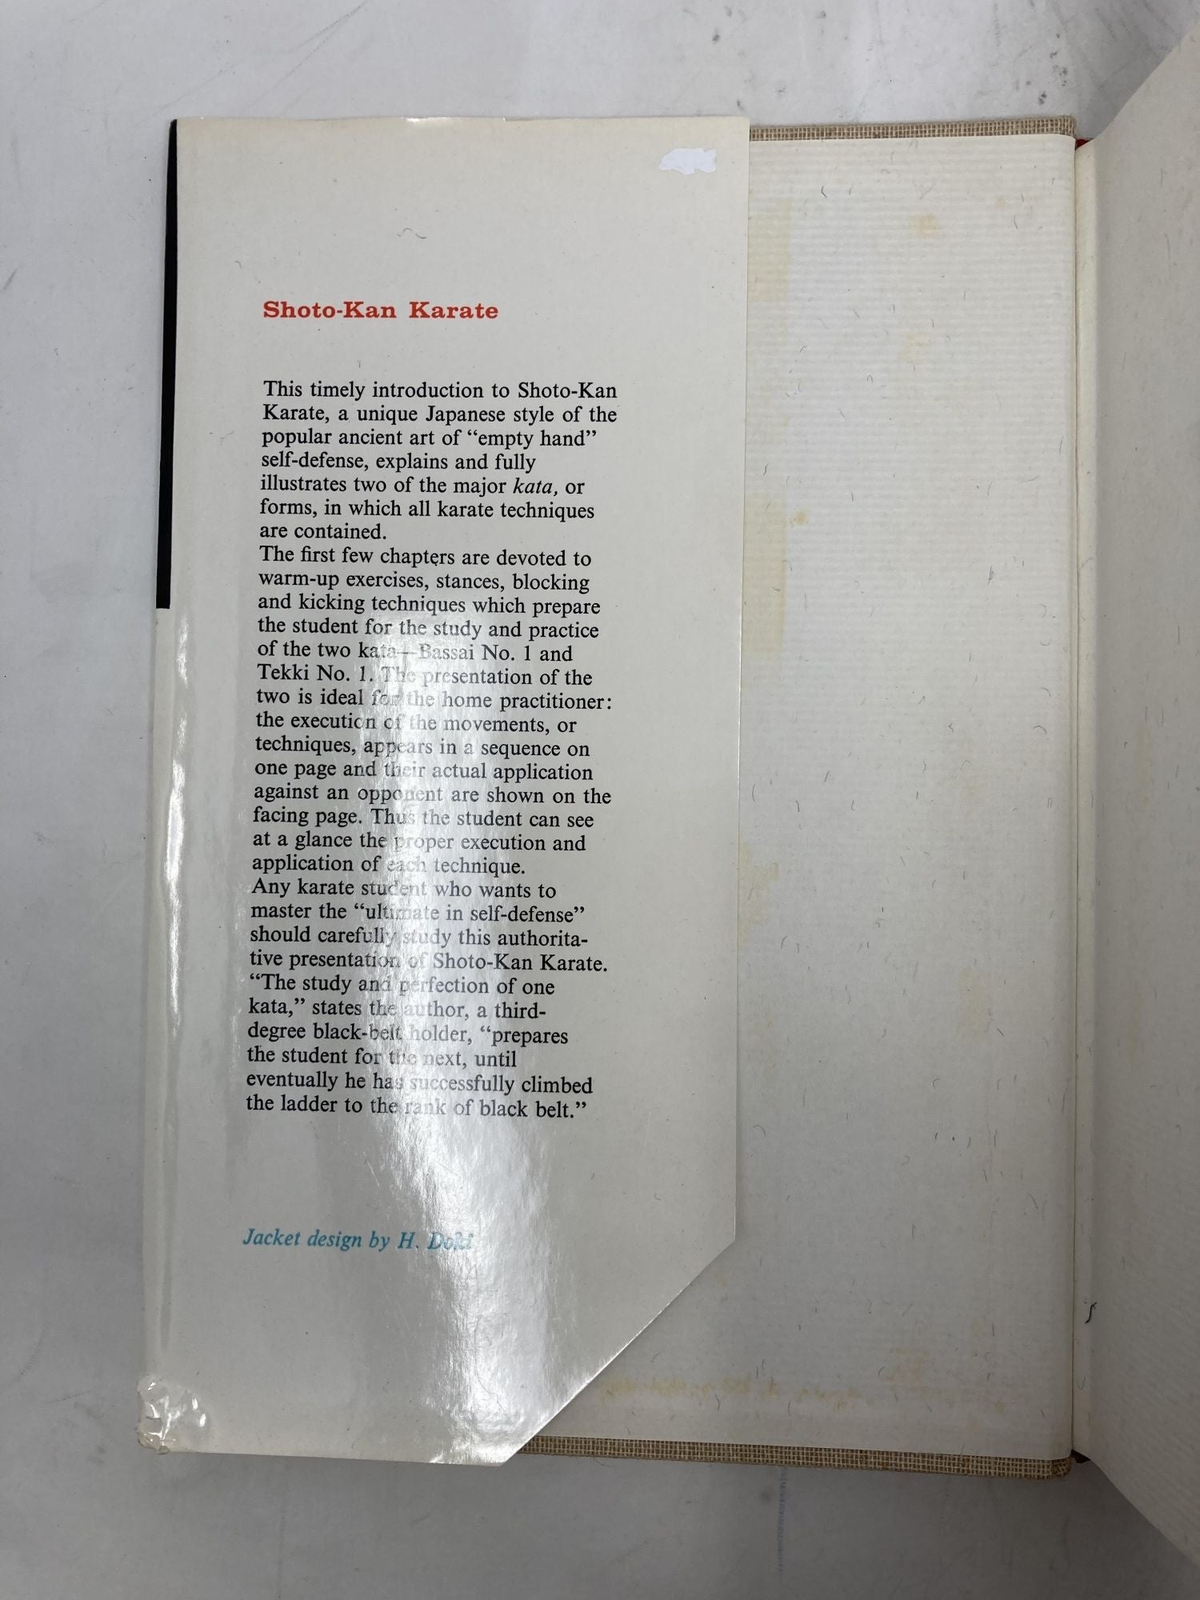 Shoto-Kan Karate
This timely introduction to Shoto-Kan
Karate, a unique Japanese style of the
popular ancient art of “empty hand”
self-defense, explains and fully
illustrates two of the major kata, or
forms, in which all karate techniques
are contained.
The first few chapters are devoted to
warm-up exercises, stances, blocking
and kicking techniques which prepare
the student for the study and practice
of the two kata—Bassai No. 1 and
Tekki No. 1. The presentation of the
two is ideal for the home practitioner:
the execution of the movements, or
techniques, appears in a sequence on
one page and their actual application
against an opponent are shown on the
facing page. Thus the student can see
at a glance the proper execution and
application of each technique.
Any karate student who wants to
master the “ultimate in self-defense”
should carefully study this authorita-
tive presentation of Shoto-Kan Karate.
“The study and perfection of one
kata,” states the author, a third-
degree black-belt holder, “prepares
the student for the next, until
eventually he has successfully climbed
the ladder to the rank of black belt.”
Jacket design by H. Doki